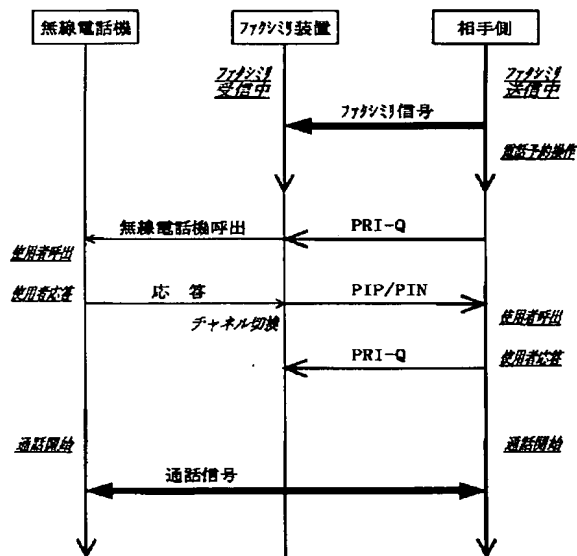 無線電話機
ファクシミリ装置
相手側
ファクシミリ
受信中
ファクシミリ
送信中
ファクシミリ信号
電話予約操作
無線電話機呼出
PRI-Q
使用者呼出
使用者応答
応 答
PIP/PIN
チャネル切換
使用者呼出
PRI-Q
使用者応答
通話開始
通話開始
通話信号